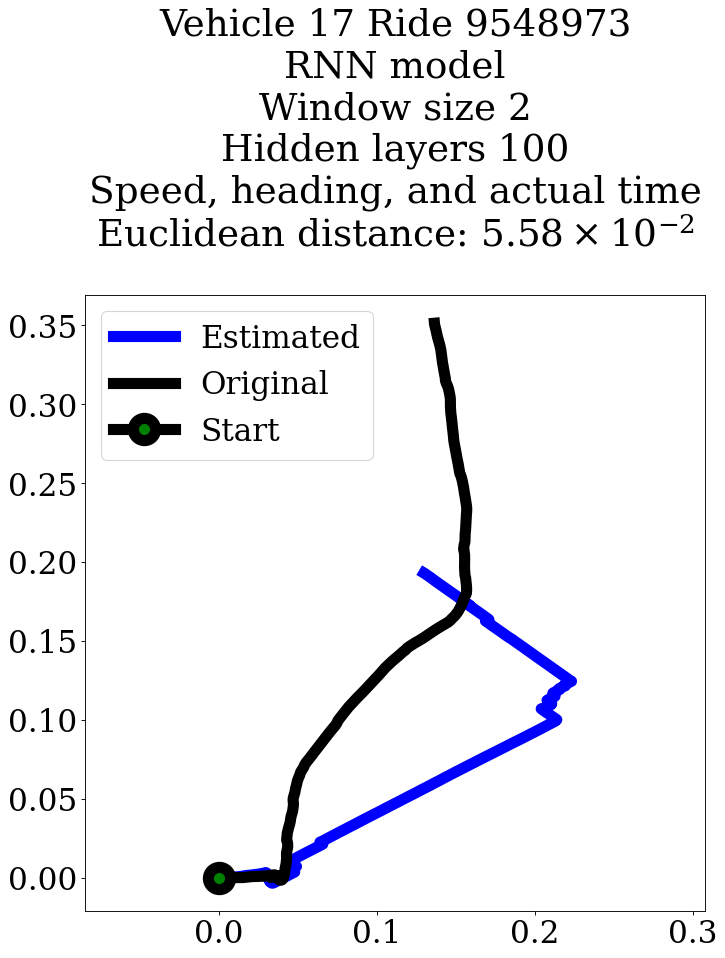 Vehicle 17 Ride 9548973
RNN model
Window size 2
Hidden layers 100
Speed, heading, and actual time
Euclidean distance: 5.58 × 10⁻²
Estimated
Original
Start
0.35
0.30
0.25
0.20
0.15
0.10
0.05
0.00
0.0 0.1 0.2 0.3